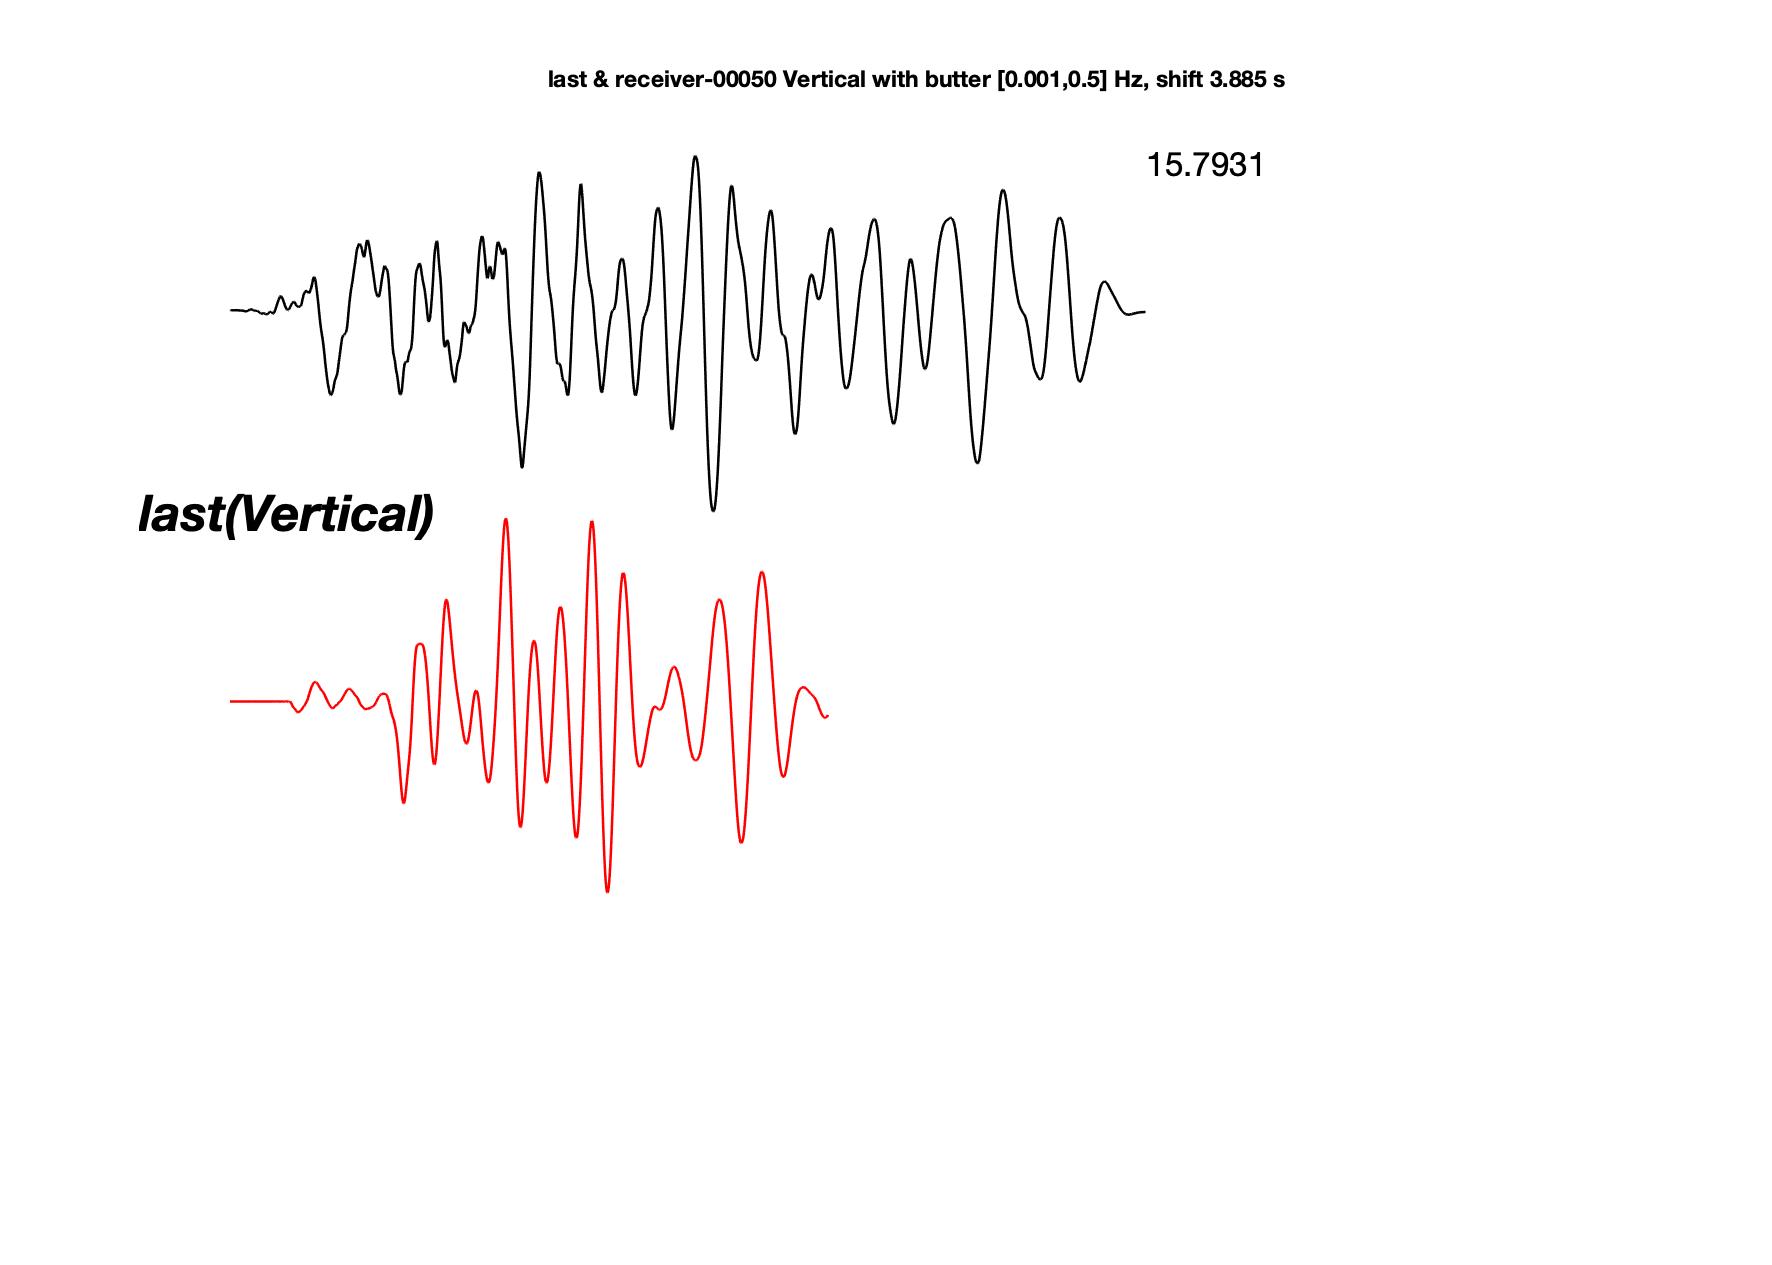 last & receiver-00050 Vertical with butter [0.001,0.5] Hz, shift 3.885 s
15.7931
last(Vertical)